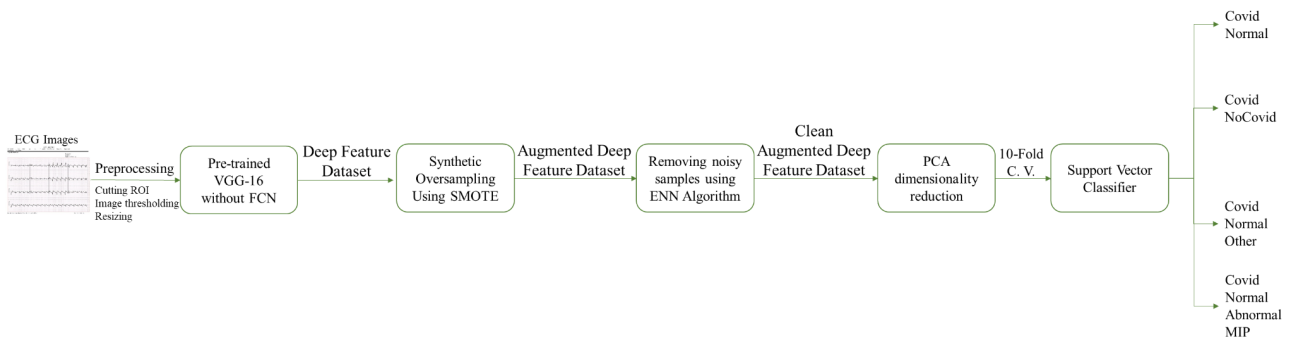 ECG Images
Preprocessing
Cutting ROI
Image thresholding
Resizing
Pre-trained
VGG-16
without FCN
Deep Feature
Dataset
Synthetic
Oversampling
Using SMOTE
Augmented Deep
Feature Dataset
Removing noisy
samples using
ENN Algorithm
Clean
Augmented Deep
Feature Dataset
PCA
dimensionality
reduction
10-Fold
C. V.
Support Vector
Classifier
Covid
Normal
Covid
NoCovid
Covid
Normal
Other
Covid
Normal
Abnormal
MIP